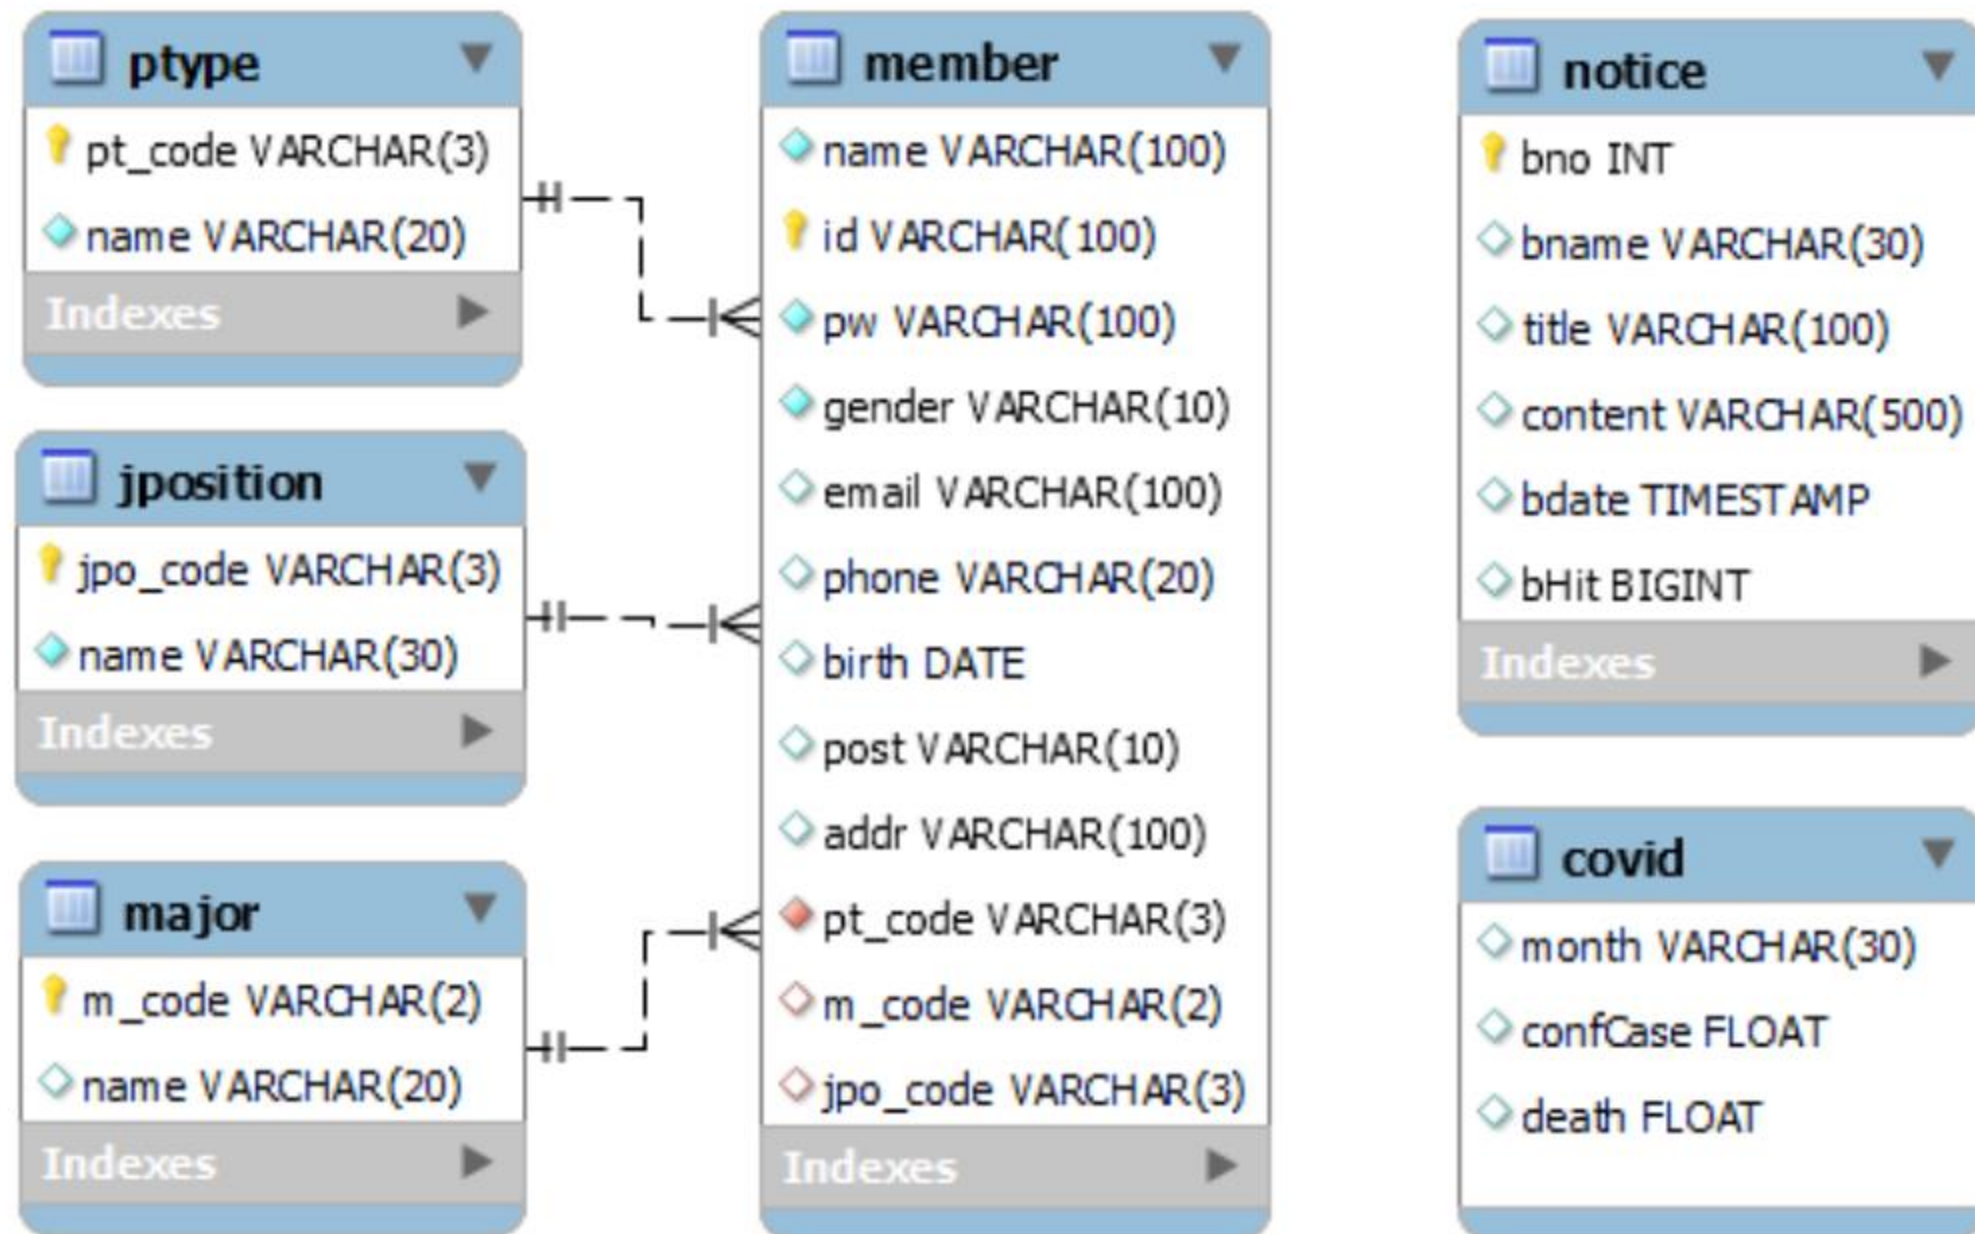 ptype
pt_code VARCHAR(3)
name VARCHAR(20)
Indexes
jposition
jpo_code VARCHAR(3)
name VARCHAR(30)
Indexes
major
m_code VARCHAR(2)
name VARCHAR(20)
Indexes
member
name VARCHAR(100)
id VARCHAR(100)
pw VARCHAR(100)
gender VARCHAR(10)
email VARCHAR(100)
phone VARCHAR(20)
birth DATE
post VARCHAR(10)
addr VARCHAR(100)
pt_code VARCHAR(3)
m_code VARCHAR(2)
jpo_code VARCHAR(3)
Indexes
notice
bno INT
bname VARCHAR(30)
title VARCHAR(100)
content VARCHAR(500)
bdate TIMESTAMP
bHit BIGINT
Indexes
covid
month VARCHAR(30)
confCase FLOAT
death FLOAT